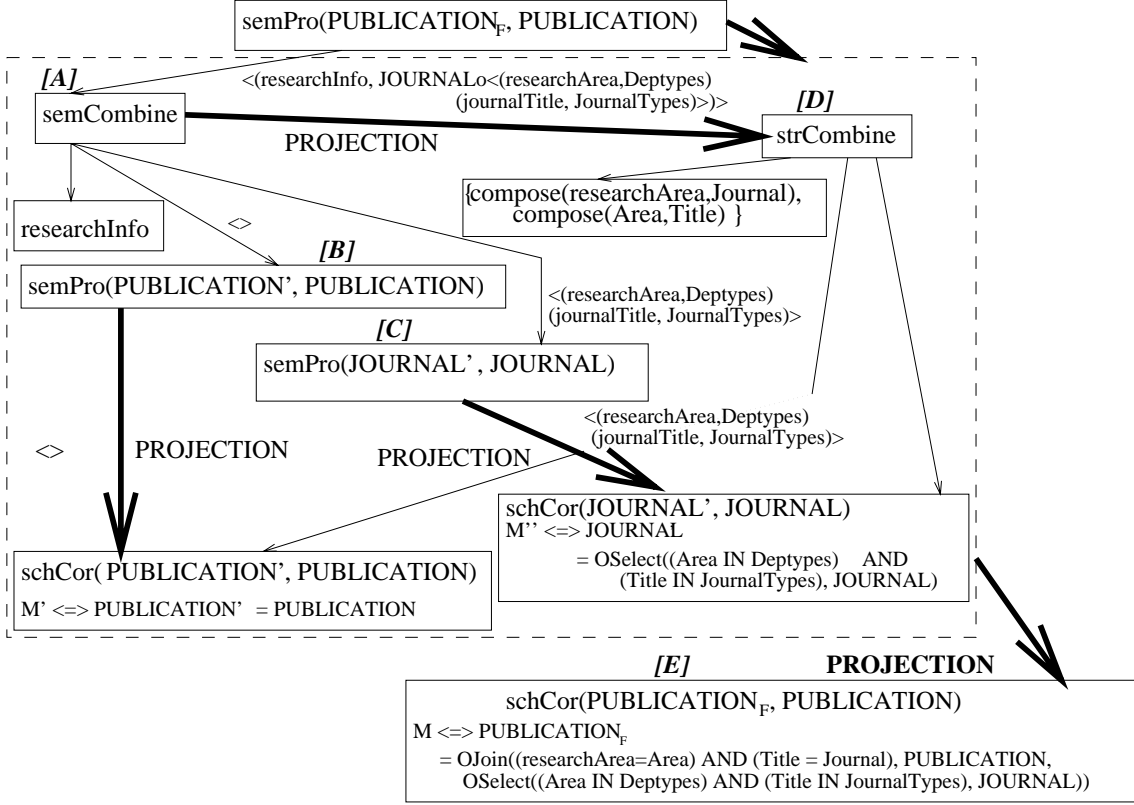 semPro(PUBLICATION_F, PUBLICATION)
[A]
<(researchInfo, JOURNALo<(researchArea,Deptypes)
(journalTitle, JournalTypes)>)>
[D]
semCombine
PROJECTION
strCombine
{compose(researchArea,Journal),
compose(Area,Title) }
researchInfo
<>
[B]
semPro(PUBLICATION', PUBLICATION)
<(researchArea,Deptypes)
(journalTitle, JournalTypes)>
[C]
semPro(JOURNAL', JOURNAL)
<(researchArea,Deptypes)
(journalTitle, JournalTypes)>
<>
PROJECTION
PROJECTION
schCor(JOURNAL', JOURNAL)
M'' <=> JOURNAL
= OSelect((Area IN Deptypes) AND
(Title IN JournalTypes), JOURNAL)
schCor( PUBLICATION', PUBLICATION)
M' <=> PUBLICATION' = PUBLICATION
[E]
PROJECTION
schCor(PUBLICATION_F, PUBLICATION)
M <=> PUBLICATION_F
= OJoin((researchArea=Area) AND (Title = Journal), PUBLICATION,
OSelect((Area IN Deptypes) AND (Title IN JournalTypes), JOURNAL))